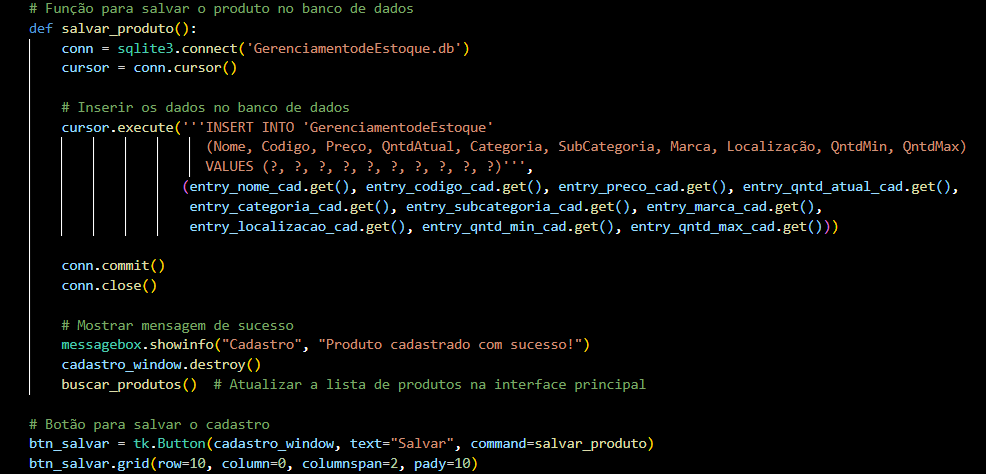 # Função para salvar o produto no banco de dados
def salvar_produto():
    conn = sqlite3.connect('GerenciamentodeEstoque.db')
    cursor = conn.cursor()

    # Inserir os dados no banco de dados
    cursor.execute('''INSERT INTO 'GerenciamentodeEstoque'
                      (Nome, Codigo, Preço, QntdAtual, Categoria, SubCategoria, Marca, Localização, QntdMin, QntdMax)
                      VALUES (?, ?, ?, ?, ?, ?, ?, ?, ?, ?)''',
                   (entry_nome_cad.get(), entry_codigo_cad.get(), entry_preco_cad.get(), entry_qntd_atual_cad.get(),
                    entry_categoria_cad.get(), entry_subcategoria_cad.get(), entry_marca_cad.get(),
                    entry_localizacao_cad.get(), entry_qntd_min_cad.get(), entry_qntd_max_cad.get()))

    conn.commit()
    conn.close()

    # Mostrar mensagem de sucesso
    messagebox.showinfo("Cadastro", "Produto cadastrado com sucesso!")
    cadastro_window.destroy()
    buscar_produtos()  # Atualizar a lista de produtos na interface principal

# Botão para salvar o cadastro
btn_salvar = tk.Button(cadastro_window, text="Salvar", command=salvar_produto)
btn_salvar.grid(row=10, column=0, columnspan=2, pady=10)